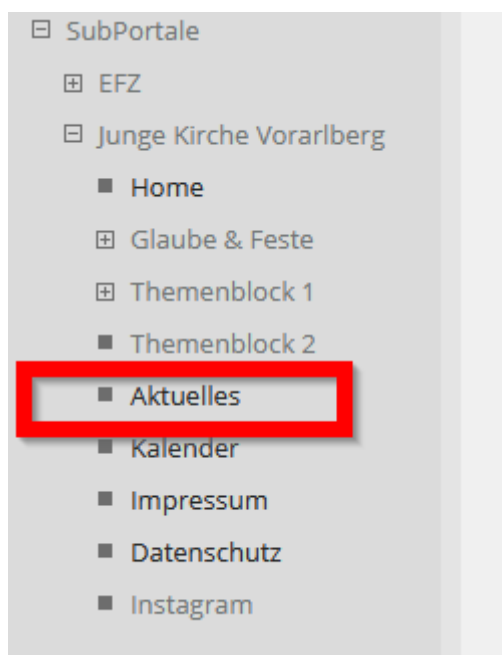 SubPortale
EFZ
Junge Kirche Vorarlberg
Home
Glaube & Feste
Themenblock 1
Themenblock 2
Aktuelles
Kalender
Impressum
Datenschutz
Instagram